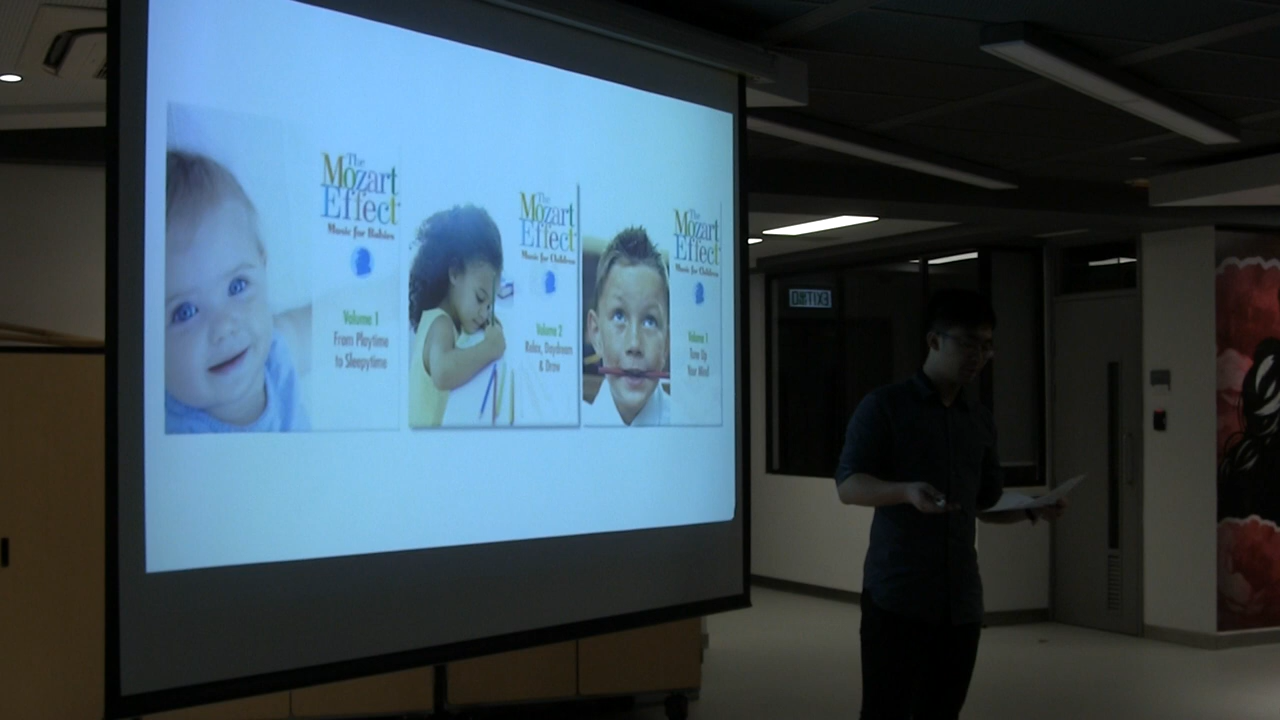 The
Mozart
Effect
Music for Babies
Volume 1
From Playtime
to Sleepytime
The
Mozart
Effect
Music for Children
Volume 2
Relax, Daydream
& Draw
The
Mozart
Effect
Music for Children
Volume 1
Tune Up
Your Mind
EXIT